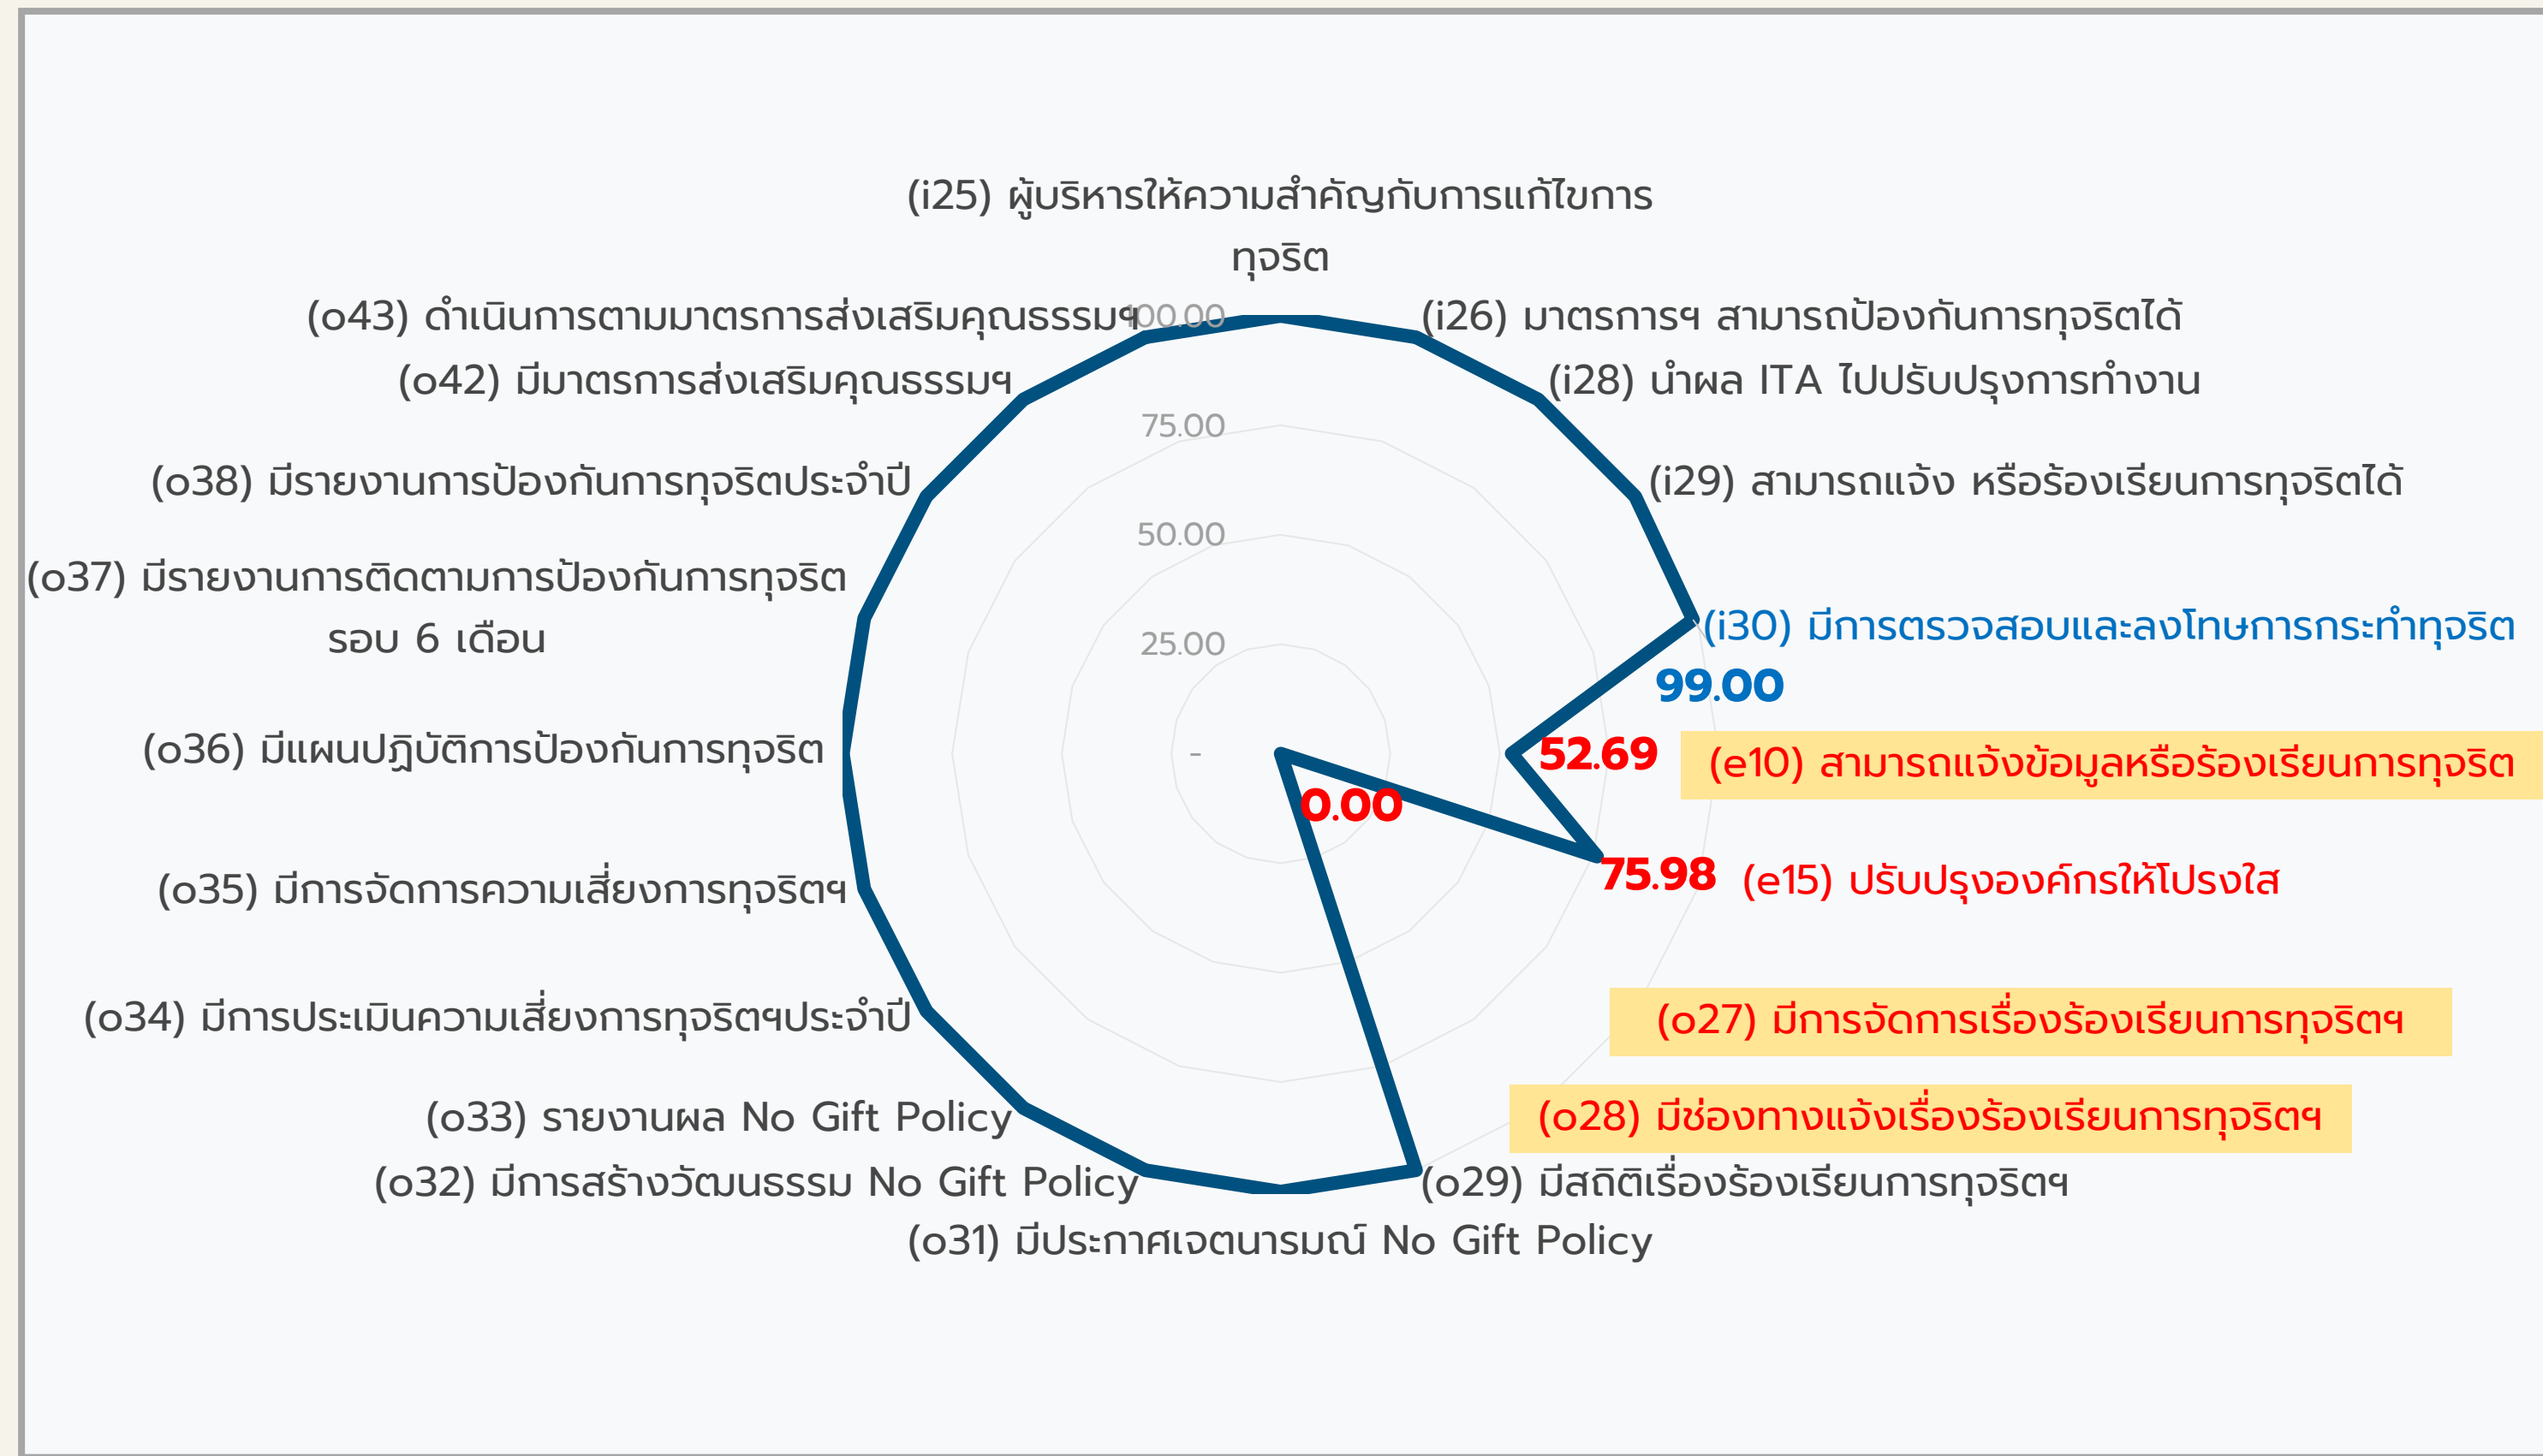 (i25) ผู้บริหารให้ความสำคัญกับการแก้ไขการ
ทุจริต
(o43) ดำเนินการตามมาตรการส่งเสริมคุณธรรมฯ
100.00
(i26) มาตรการฯ สามารถป้องกันการทุจริตได้
(o42) มีมาตรการส่งเสริมคุณธรรมฯ
(i28) นำผล ITA ไปปรับปรุงการทำงาน
75.00
(o38) มีรายงานการป้องกันการทุจริตประจำปี
(i29) สามารถแจ้ง หรือร้องเรียนการทุจริตได้
50.00
(o37) มีรายงานการติดตามการป้องกันการทุจริต
รอบ 6 เดือน
25.00
(i30) มีการตรวจสอบและลงโทษการกระทำทุจริต
99.00
(o36) มีแผนปฏิบัติการป้องกันการทุจริต
-
52.69
(e10) สามารถแจ้งข้อมูลหรือร้องเรียนการทุจริต
0.00
(o35) มีการจัดการความเสี่ยงการทุจริตฯ
75.98
(e15) ปรับปรุงองค์กรให้โปรงใส
(o34) มีการประเมินความเสี่ยงการทุจริตฯประจำปี
(o27) มีการจัดการเรื่องร้องเรียนการทุจริตฯ
(o33) รายงานผล No Gift Policy
(o28) มีช่องทางแจ้งเรื่องร้องเรียนการทุจริตฯ
(o32) มีการสร้างวัฒนธรรม No Gift Policy
(o29) มีสถิติเรื่องร้องเรียนการทุจริตฯ
(o31) มีประกาศเจตนารมณ์ No Gift Policy